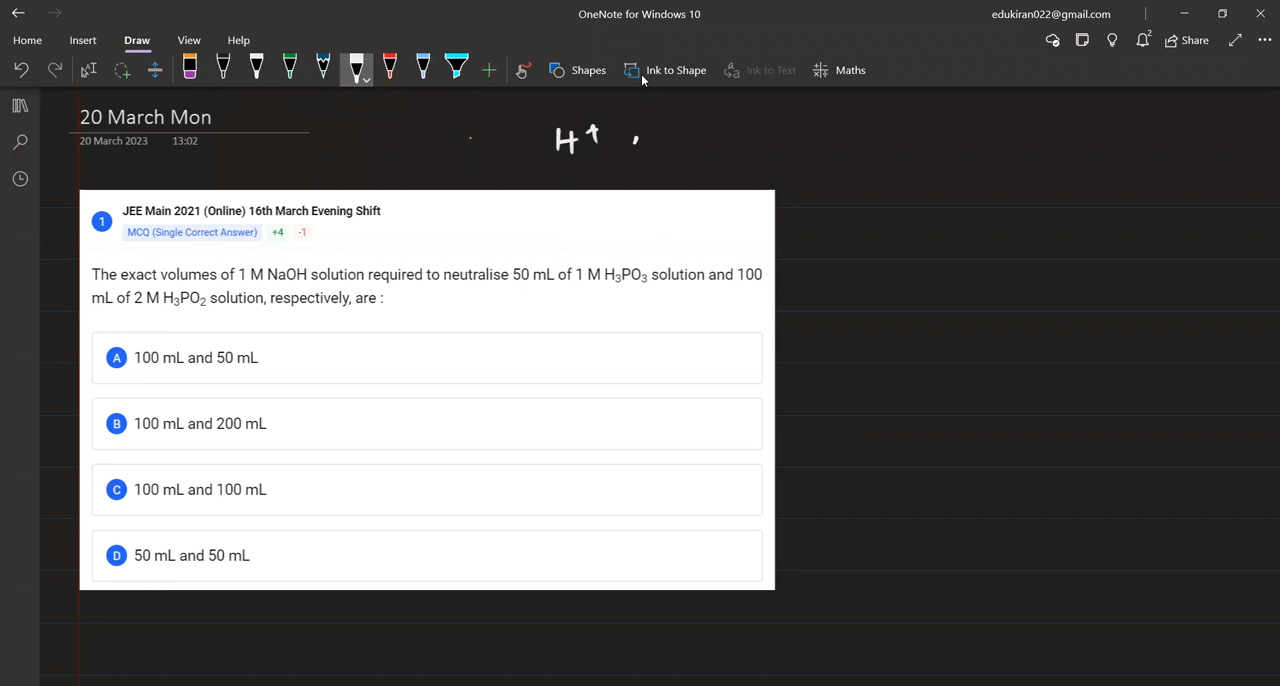 OneNote for Windows 10
edukiran022@gmail.com
Home Insert Draw View Help
Share
Shapes Ink to Shape Ink to Text Maths
20 March Mon
20 March 2023 13:02
H+ ,
1 JEE Main 2021 (Online) 16th March Evening Shift
MCQ (Single Correct Answer) +4 -1
The exact volumes of 1 M NaOH solution required to neutralise 50 mL of 1 M H₃PO₃ solution and 100
mL of 2 M H₃PO₂ solution, respectively, are :
A 100 mL and 50 mL
B 100 mL and 200 mL
C 100 mL and 100 mL
D 50 mL and 50 mL